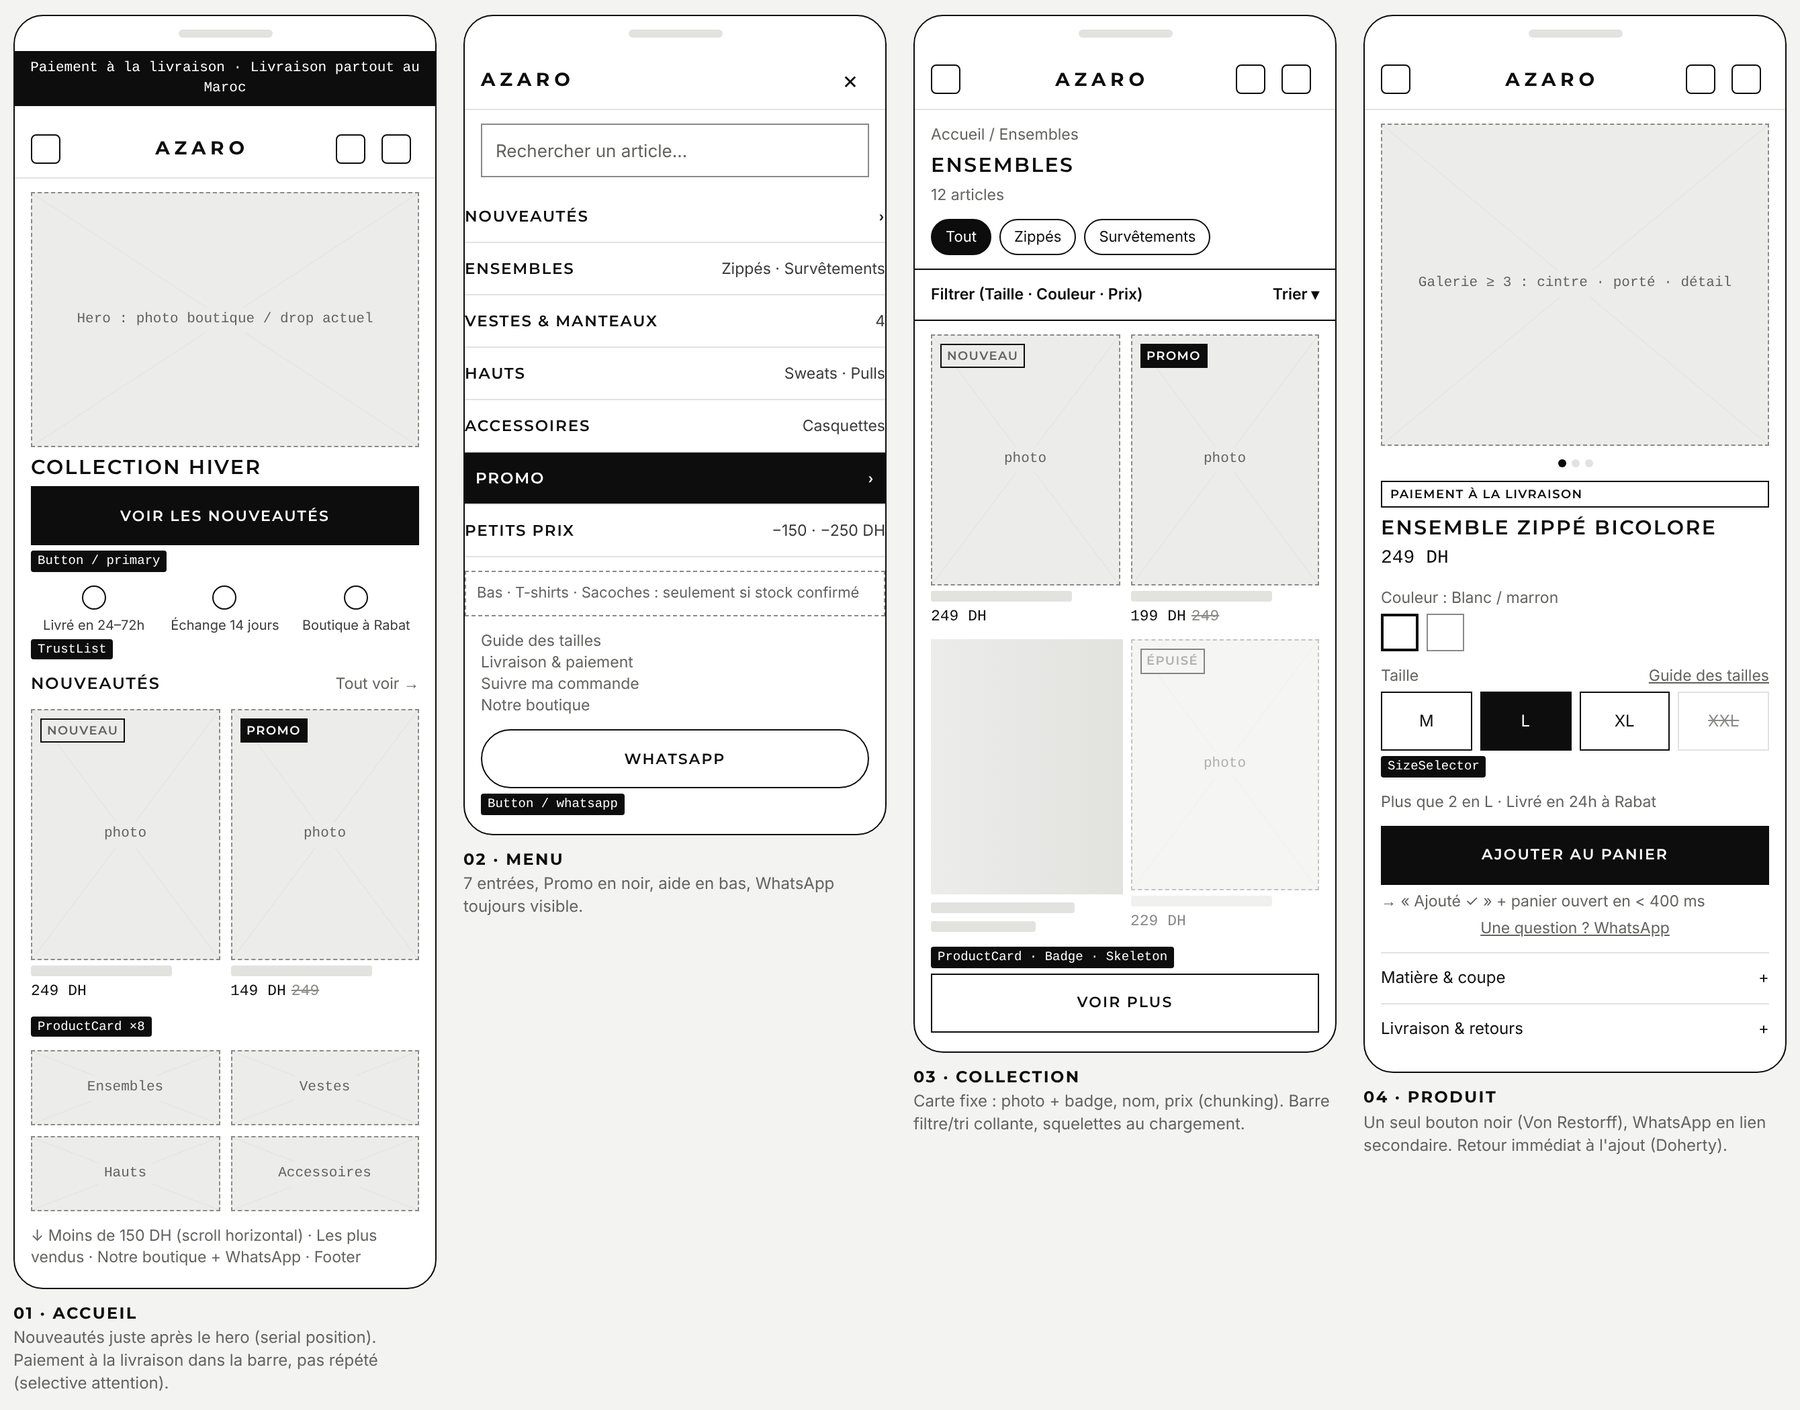 Paiement à la livraison · Livraison partout au
Maroc
AZARO
Hero : photo boutique / drop actuel
COLLECTION HIVER
VOIR LES NOUVEAUTÉS
Button / primary
Livré en 24–72h
Échange 14 jours
Boutique à Rabat
TrustList
NOUVEAUTÉS
Tout voir →
NOUVEAU
photo
249 DH
PROMO
photo
149 DH 249
ProductCard ×8
Ensembles
Vestes
Hauts
Accessoires
↓ Moins de 150 DH (scroll horizontal) · Les plus
vendus · Notre boutique + WhatsApp · Footer
01 · ACCUEIL
Nouveautés juste après le hero (serial position).
Paiement à la livraison dans la barre, pas répété
(selective attention).
AZARO
×
Rechercher un article...
NOUVEAUTÉS ›
ENSEMBLES Zippés · Survêtements
VESTES & MANTEAUX 4
HAUTS Sweats · Pulls
ACCESSOIRES Casquettes
PROMO ›
PETITS PRIX −150 · −250 DH
Bas · T-shirts · Sacoches : seulement si stock confirmé
Guide des tailles
Livraison & paiement
Suivre ma commande
Notre boutique
WHATSAPP
Button / whatsapp
02 · MENU
7 entrées, Promo en noir, aide en bas, WhatsApp
toujours visible.
AZARO
Accueil / Ensembles
ENSEMBLES
12 articles
Tout
Zippés
Survêtements
Filtrer (Taille · Couleur · Prix)
Trier ▾
NOUVEAU
photo
249 DH
PROMO
photo
199 DH 249
ÉPUISÉ
photo
229 DH
ProductCard · Badge · Skeleton
VOIR PLUS
03 · COLLECTION
Carte fixe : photo + badge, nom, prix (chunking). Barre
filtre/tri collante, squelettes au chargement.
AZARO
Galerie ≥ 3 : cintre · porté · détail
PAIEMENT À LA LIVRAISON
ENSEMBLE ZIPPÉ BICOLORE
249 DH
Couleur : Blanc / marron
Taille
Guide des tailles
M
L
XL
XXL
SizeSelector
Plus que 2 en L · Livré en 24h à Rabat
AJOUTER AU PANIER
→ « Ajouté ✓ » + panier ouvert en < 400 ms
Une question ? WhatsApp
Matière & coupe +
Livraison & retours +
04 · PRODUIT
Un seul bouton noir (Von Restorff), WhatsApp en lien
secondaire. Retour immédiat à l'ajout (Doherty).